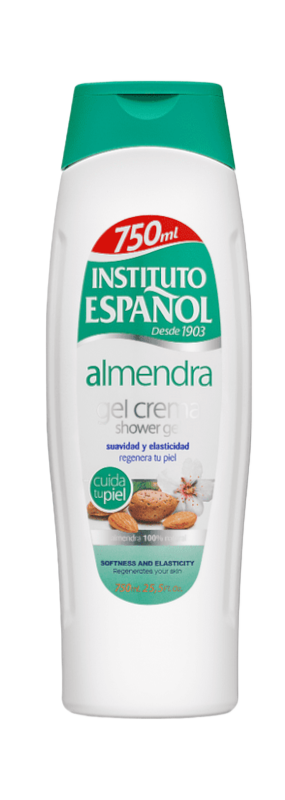 750ml
INSTITUTO
ESPAÑOL
Desde 1903
almendra
gel crema
shower gel
suavidad y elasticidad
regenera tu piel
cuida
tu piel
almendra 100%
SOFTNESS AND ELASTICITY
Regenerates your skin